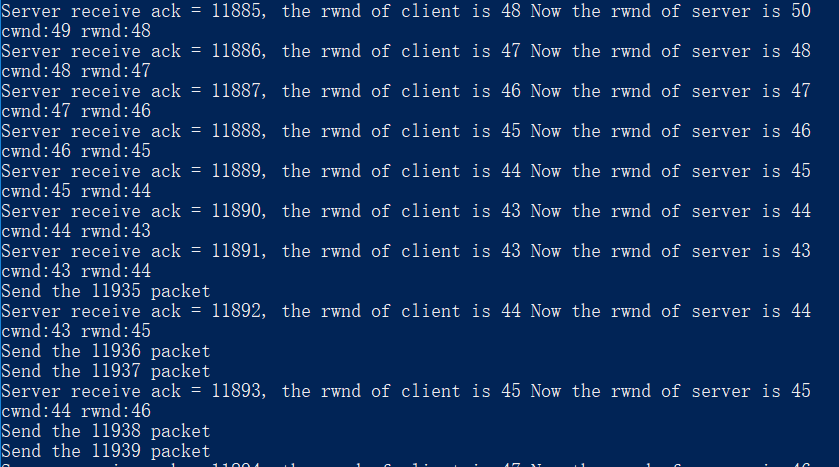 Server receive ack = 11885, the rwnd of client is 48 Now the rwnd of server is 50
cwnd:49 rwnd:48
Server receive ack = 11886, the rwnd of client is 47 Now the rwnd of server is 48
cwnd:48 rwnd:47
Server receive ack = 11887, the rwnd of client is 46 Now the rwnd of server is 47
cwnd:47 rwnd:46
Server receive ack = 11888, the rwnd of client is 45 Now the rwnd of server is 46
cwnd:46 rwnd:45
Server receive ack = 11889, the rwnd of client is 44 Now the rwnd of server is 45
cwnd:45 rwnd:44
Server receive ack = 11890, the rwnd of client is 43 Now the rwnd of server is 44
cwnd:44 rwnd:43
Server receive ack = 11891, the rwnd of client is 43 Now the rwnd of server is 43
cwnd:43 rwnd:44
Send the 11935 packet
Server receive ack = 11892, the rwnd of client is 44 Now the rwnd of server is 44
cwnd:43 rwnd:45
Send the 11936 packet
Send the 11937 packet
Server receive ack = 11893, the rwnd of client is 45 Now the rwnd of server is 45
cwnd:44 rwnd:46
Send the 11938 packet
Send the 11939 packet